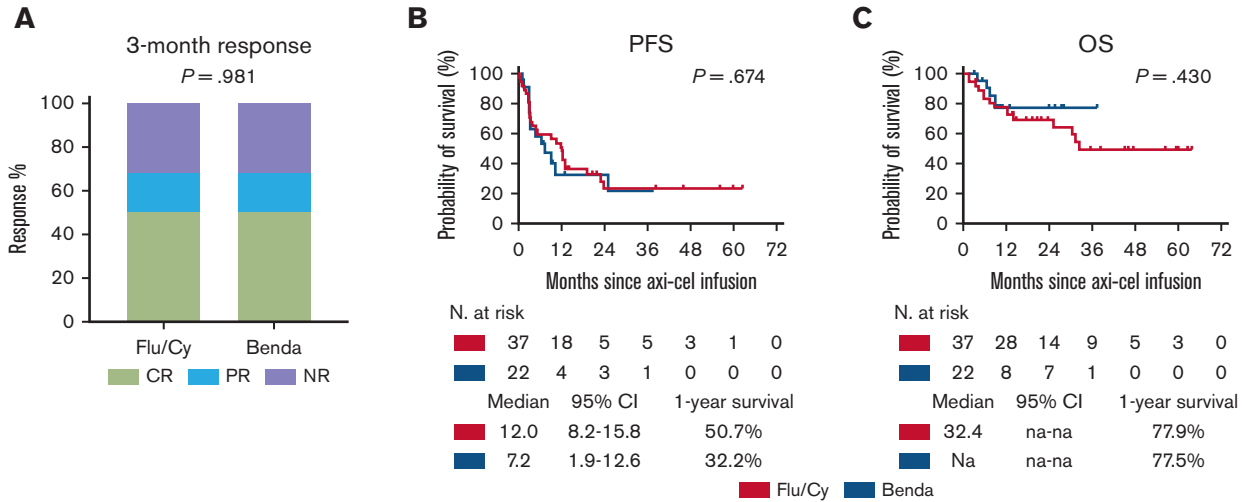 A
3-month response
P = .981
Response %
100
80
60
40
20
0
Flu/Cy Benda
CR PR NR
B
PFS
P = .674
Probability of survival (%)
100
80
60
40
20
0
0 12 24 36 48 60 72
Months since axi-cel infusion
N. at risk
37 18 5 5 3 1 0
22 4 3 1 0 0 0
Median 95% CI 1-year survival
12.0 8.2-15.8 50.7%
7.2 1.9-12.6 32.2%
C
OS
P = .430
Probability of survival (%)
100
80
60
40
20
0
0 12 24 36 48 60 72
Months since axi-cel infusion
N. at risk
37 28 14 9 5 3 0
22 8 7 1 0 0 0
Median 95% CI 1-year survival
32.4 na-na 77.9%
Na na-na 77.5%
Flu/Cy Benda